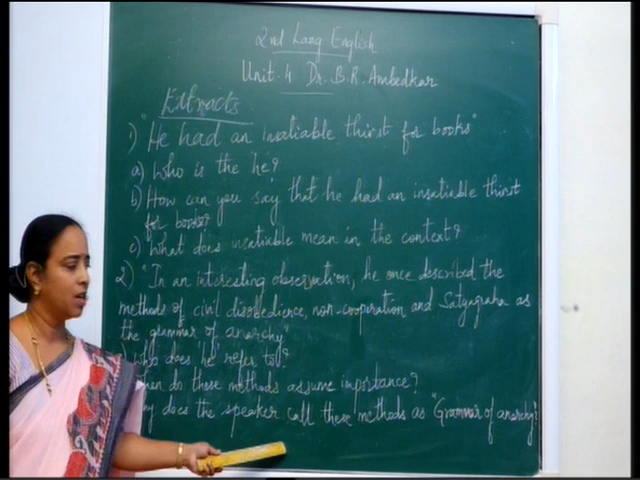 2nd Lang English
Unit. 4 Dr. B. R. Ambedkar
Extracts
1) "He had an insatiable thirst for books"
a) Who is the he?
b) How can you say that he had an insatiable thirst
for books?
c) What does insatiable mean in the context?
2) "In an interesting observation, he once described the
methods of civil disobedience, non-cooperation and Satyagraha as
the grammar of anarchy"
) Who does 'he' refer to?
do these methods assume importance?
does the speaker call these methods as "Grammar of anarchy?